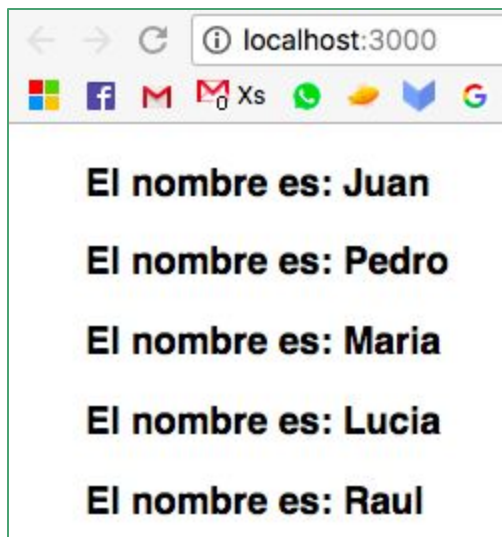 localhost:3000
0 Xs
El nombre es: Juan
El nombre es: Pedro
El nombre es: Maria
El nombre es: Lucia
El nombre es: Raul